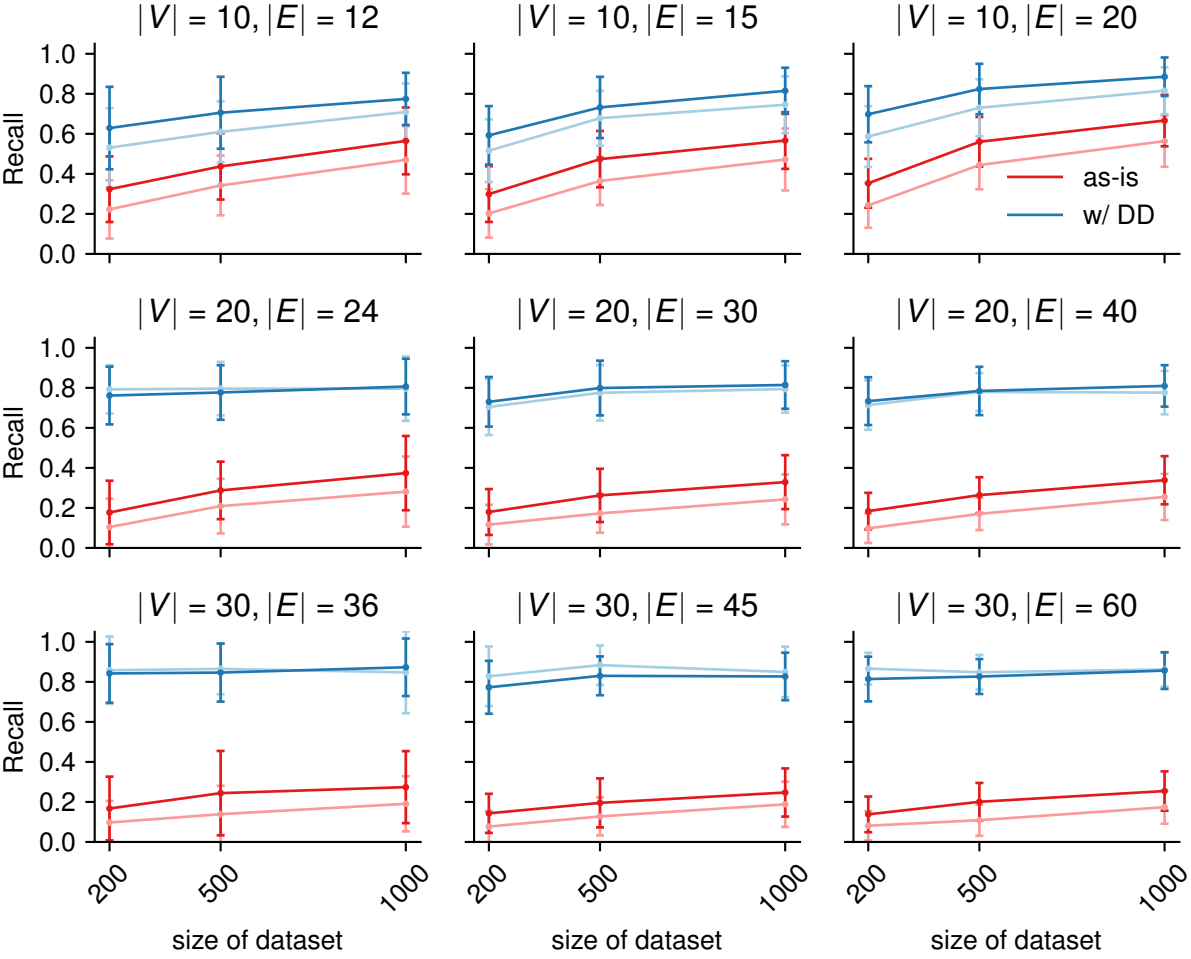 |V| = 10, |E| = 12
|V| = 10, |E| = 15
|V| = 10, |E| = 20
Recall
1.0
0.8
0.6
0.4
0.2
0.0
as-is
w/ DD
|V| = 20, |E| = 24
|V| = 20, |E| = 30
|V| = 20, |E| = 40
Recall
1.0
0.8
0.6
0.4
0.2
0.0
|V| = 30, |E| = 36
|V| = 30, |E| = 45
|V| = 30, |E| = 60
Recall
1.0
0.8
0.6
0.4
0.2
0.0
200
500
1000
200
500
1000
200
500
1000
size of dataset
size of dataset
size of dataset